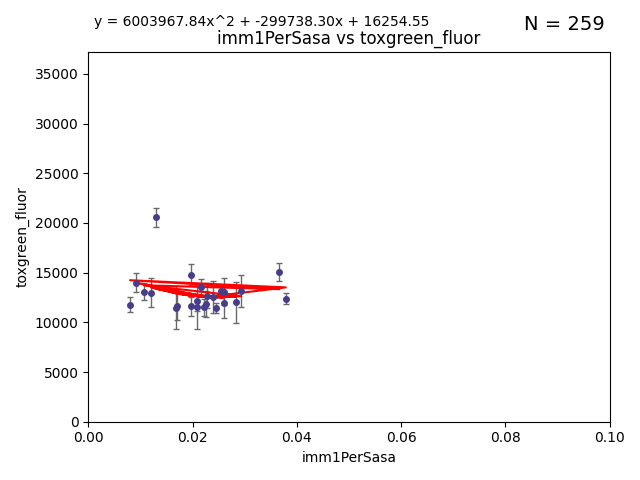 y = 6003967.84x^2 + -299738.30x + 16254.55
N = 259
imm1PerSasa vs toxgreen_fluor
toxgreen_fluor
35000
30000
25000
20000
15000
10000
5000
0
0.00 0.02 0.04 0.06 0.08 0.10
imm1PerSasa